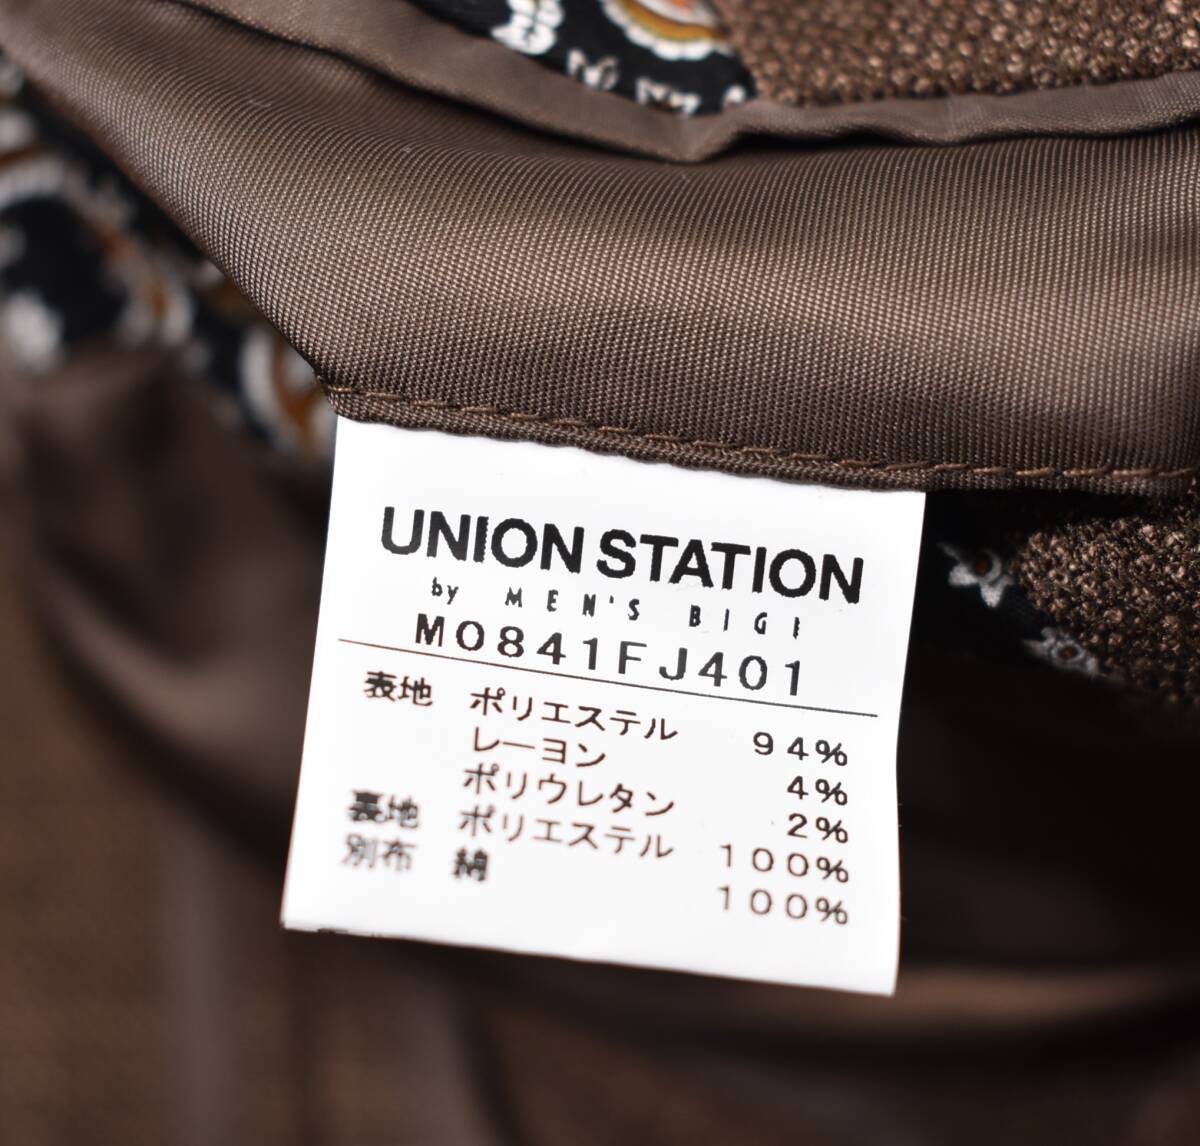 UNION STATION
by MEN'S BIGI
M0841FJ401
表地 ポリエステル 94%
レーヨン 4%
ポリウレタン 2%
裏地 ポリエステル 100%
別布 綿 100%